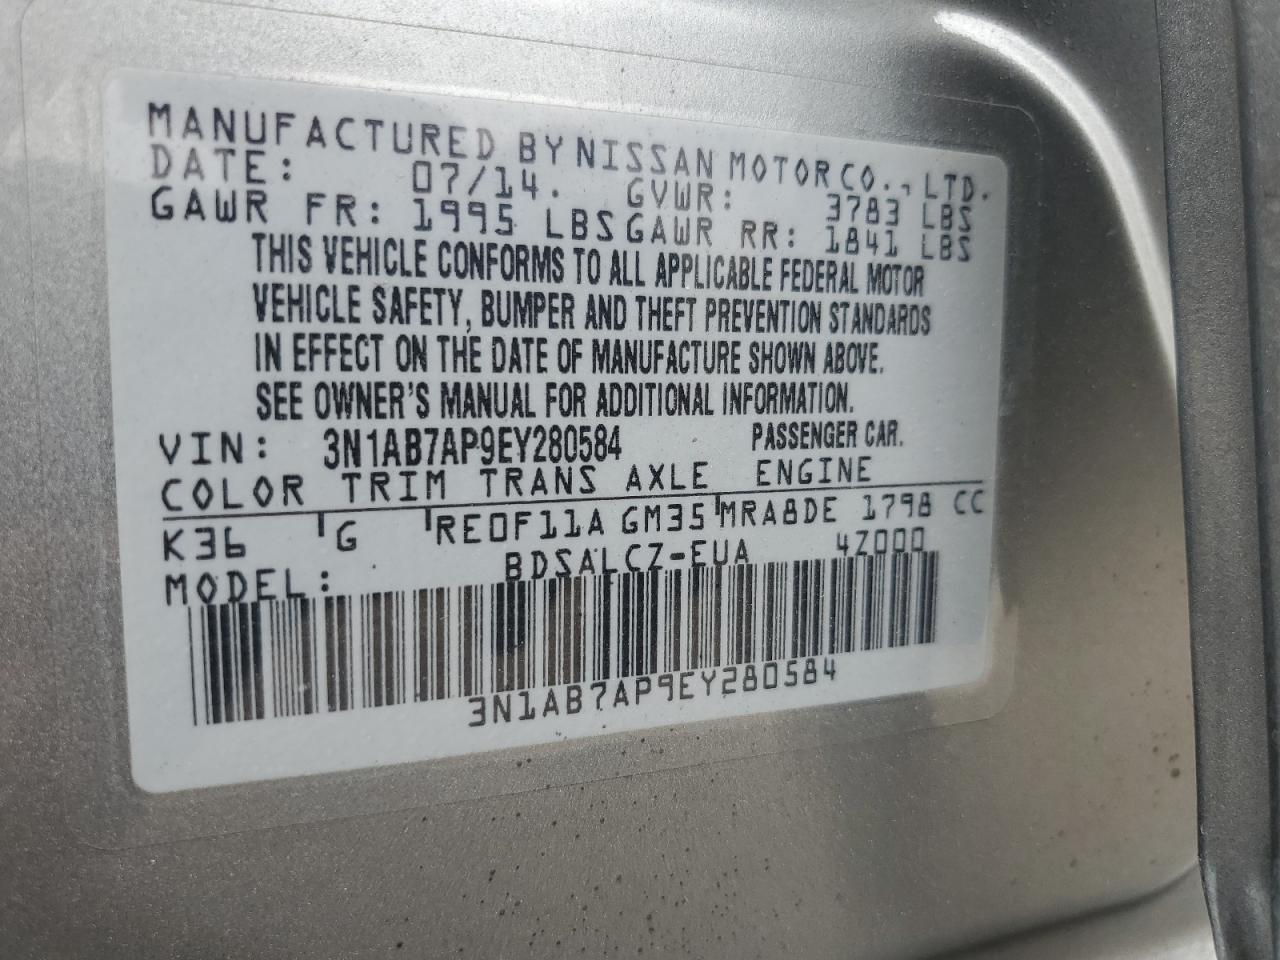 MANUFACTURED BY NISSAN MOTOR CO., LTD.
DATE: 07/14. GVWR: 3783 LBS
GAWR FR: 1995 LBS GAWR RR: 1841 LBS
THIS VEHICLE CONFORMS TO ALL APPLICABLE FEDERAL MOTOR
VEHICLE SAFETY, BUMPER AND THEFT PREVENTION STANDARDS
IN EFFECT ON THE DATE OF MANUFACTURE SHOWN ABOVE.
SEE OWNER'S MANUAL FOR ADDITIONAL INFORMATION.
VIN: 3N1AB7AP9EY280584 PASSENGER CAR.
COLOR TRIM TRANS AXLE ENGINE
K36 G RE0F11A GM35 MRA8DE 1798 CC
MODEL: BDSALCZ-EUA 4Z000
3N1AB7AP9EY280584